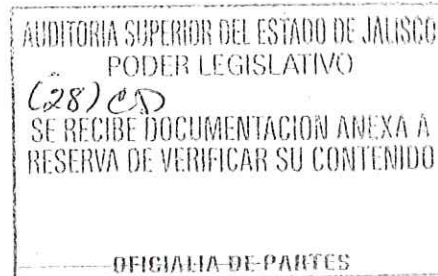 AUDITORIA SUPERIOR DEL ESTADO DE JALISCO
PODER LEGISLATIVO
(28) CD
SE RECIBE DOCUMENTACION ANEXA A
RESERVA DE VERIFICAR SU CONTENIDO
OFICIALIA DE PARTES